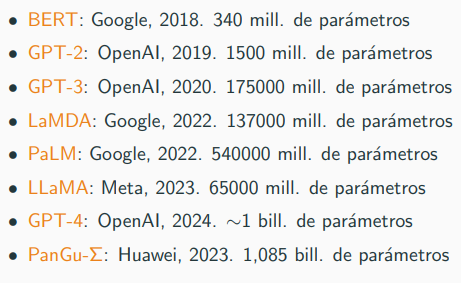 • BERT: Google, 2018. 340 mill. de parámetros
• GPT-2: OpenAI, 2019. 1500 mill. de parámetros
• GPT-3: OpenAI, 2020. 175000 mill. de parámetros
• LaMDA: Google, 2022. 137000 mill. de parámetros
• PaLM: Google, 2022. 540000 mill. de parámetros
• LLaMA: Meta, 2023. 65000 mill. de parámetros
• GPT-4: OpenAI, 2024. ∼1 bill. de parámetros
• PanGu-Σ: Huawei, 2023. 1,085 bill. de parámetros